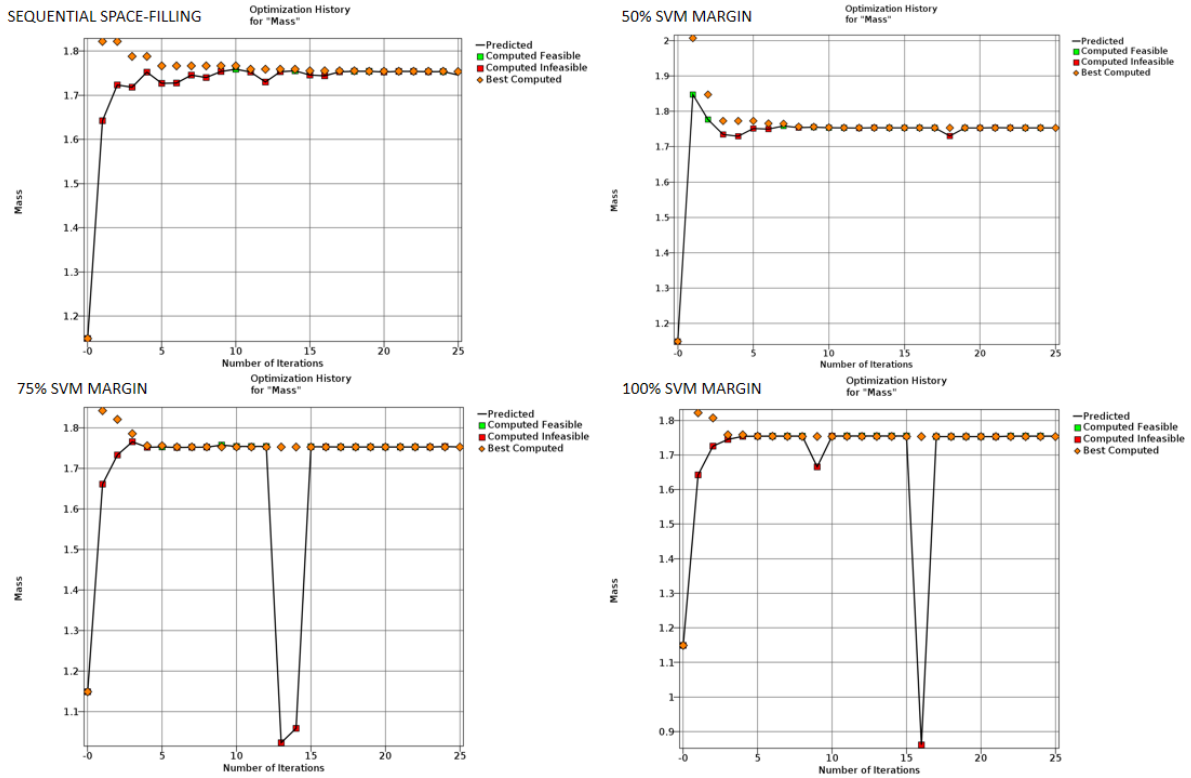 SEQUENTIAL SPACE-FILLING
Optimization History
for "Mass"
Predicted
Computed Feasible
Computed Infeasible
Best Computed
1.8
1.7
1.6
1.5
1.4
1.3
1.2
Mass
-0
5
10
15
20
25
Number of Iterations
50% SVM MARGIN
Optimization History
for "Mass"
Predicted
Computed Feasible
Computed Infeasible
Best Computed
2
1.9
1.8
1.7
1.6
1.5
1.4
1.3
1.2
Mass
-0
5
10
15
20
25
Number of Iterations
75% SVM MARGIN
Optimization History
for "Mass"
Predicted
Computed Feasible
Computed Infeasible
Best Computed
1.8
1.7
1.6
1.5
1.4
1.3
1.2
1.1
Mass
-0
5
10
15
20
25
Number of Iterations
100% SVM MARGIN
Optimization History
for "Mass"
Predicted
Computed Feasible
Computed Infeasible
Best Computed
1.8
1.7
1.6
1.5
1.4
1.3
1.2
1.1
1
0.9
Mass
-0
5
10
15
20
25
Number of Iterations